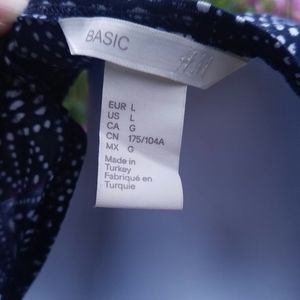 BASIC
H&M
EUR L
US L
CA G
CN 175/104A
MX G
Made in
Turkey
Fabriqué en
Turquie